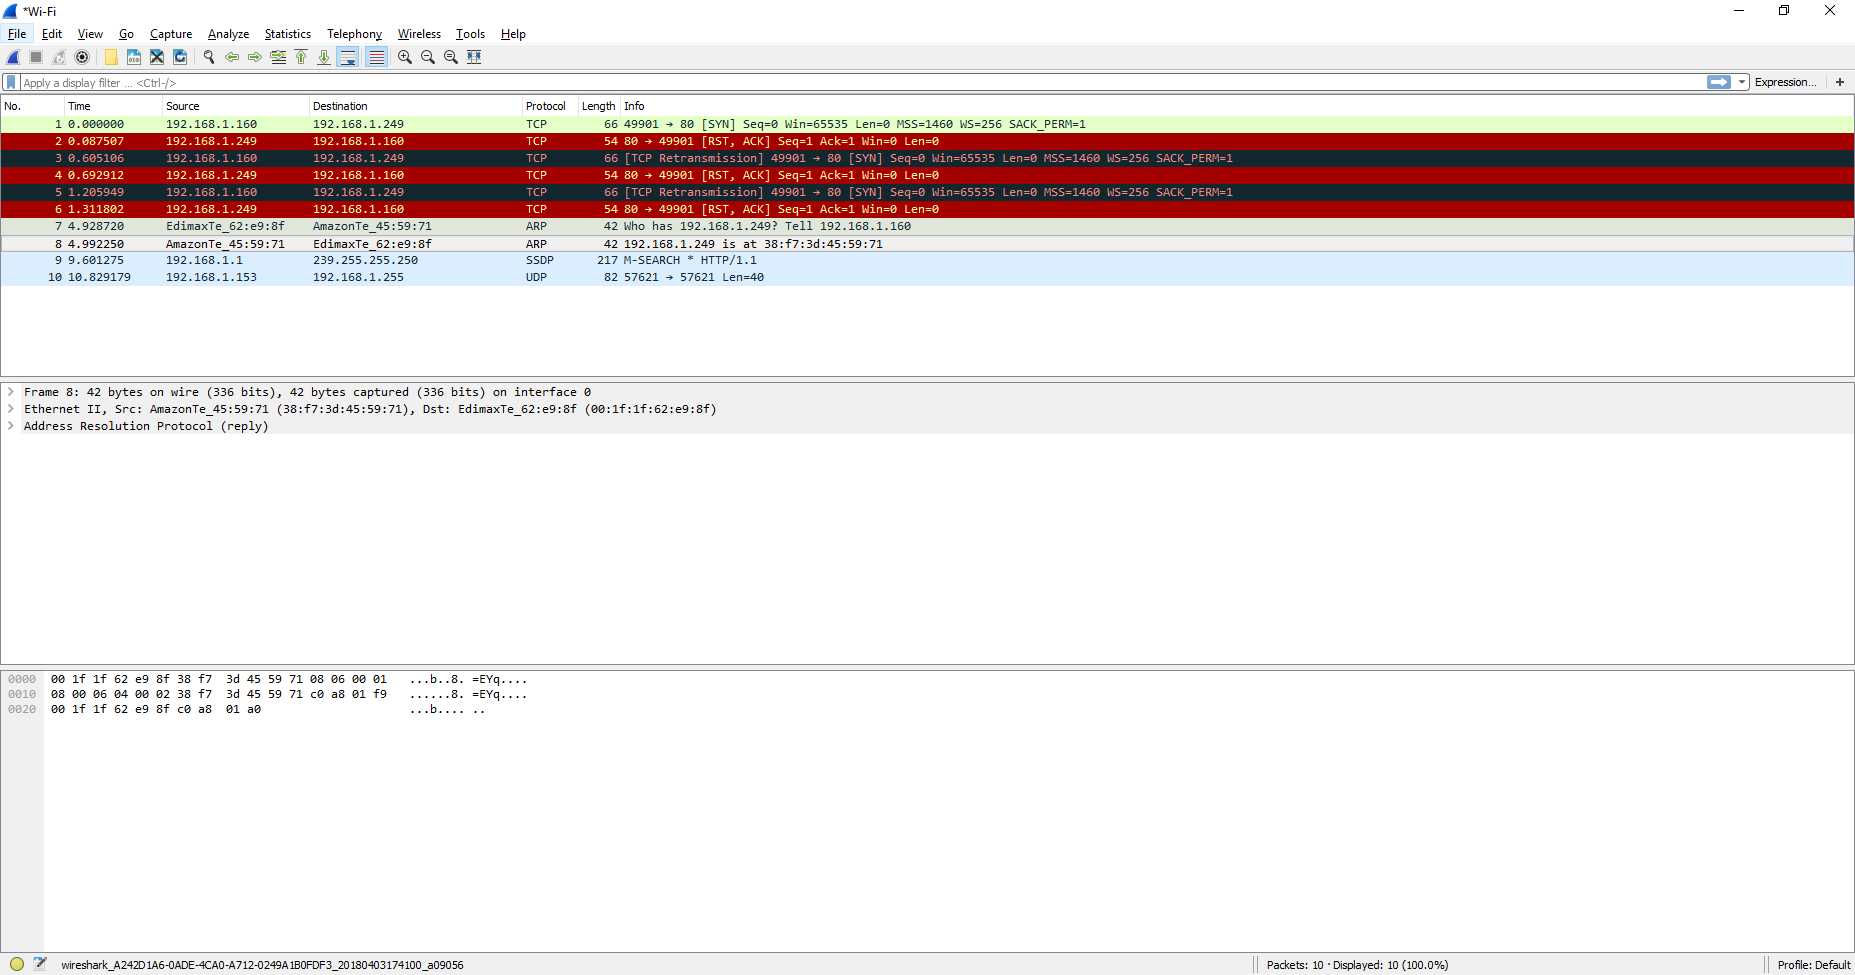 *Wi-Fi
File Edit View Go Capture Analyze Statistics Telephony Wireless Tools Help
Apply a display filter ... <Ctrl-/> Expression... +
No. Time Source Destination Protocol Length Info
1 0.000000 192.168.1.160 192.168.1.249 TCP 66 49901 → 80 [SYN] Seq=0 Win=65535 Len=0 MSS=1460 WS=256 SACK_PERM=1
2 0.087507 192.168.1.249 192.168.1.160 TCP 54 80 → 49901 [RST, ACK] Seq=1 Ack=1 Win=0 Len=0
3 0.605106 192.168.1.160 192.168.1.249 TCP 66 [TCP Retransmission] 49901 → 80 [SYN] Seq=0 Win=65535 Len=0 MSS=1460 WS=256 SACK_PERM=1
4 0.692912 192.168.1.249 192.168.1.160 TCP 54 80 → 49901 [RST, ACK] Seq=1 Ack=1 Win=0 Len=0
5 1.205949 192.168.1.160 192.168.1.249 TCP 66 [TCP Retransmission] 49901 → 80 [SYN] Seq=0 Win=65535 Len=0 MSS=1460 WS=256 SACK_PERM=1
6 1.311802 192.168.1.249 192.168.1.160 TCP 54 80 → 49901 [RST, ACK] Seq=1 Ack=1 Win=0 Len=0
7 4.928720 EdimaxTe_62:e9:8f AmazonTe_45:59:71 ARP 42 Who has 192.168.1.249? Tell 192.168.1.160
8 4.992250 AmazonTe_45:59:71 EdimaxTe_62:e9:8f ARP 42 192.168.1.249 is at 38:f7:3d:45:59:71
9 9.601275 192.168.1.1 239.255.255.250 SSDP 217 M-SEARCH * HTTP/1.1
10 10.829179 192.168.1.153 192.168.1.255 UDP 82 57621 → 57621 Len=40
Frame 8: 42 bytes on wire (336 bits), 42 bytes captured (336 bits) on interface 0
Ethernet II, Src: AmazonTe_45:59:71 (38:f7:3d:45:59:71), Dst: EdimaxTe_62:e9:8f (00:1f:1f:62:e9:8f)
Address Resolution Protocol (reply)
0000 00 1f 1f 62 e9 8f 38 f7 3d 45 59 71 08 06 00 01 ...b..8. =EYq....
0010 08 00 06 04 00 02 38 f7 3d 45 59 71 c0 a8 01 f9 ......8. =EYq....
0020 00 1f 1f 62 e9 8f c0 a8 01 a0 ...b.... ..
wireshark_A242D1A6-0ADE-4CA0-A712-0249A1B0FDF3_20180403174100_a09056 Packets: 10 · Displayed: 10 (100.0%) Profile: Default